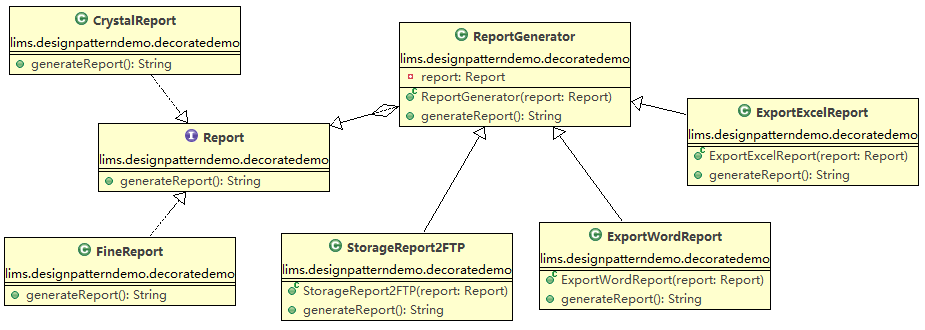 CrystalReport
lims.designpatterndemo.decoratedemo
generateReport(): String
ReportGenerator
lims.designpatterndemo.decoratedemo
report: Report
ReportGenerator(report: Report)
generateReport(): String
Report
lims.designpatterndemo.decoratedemo
generateReport(): String
ExportExcelReport
lims.designpatterndemo.decoratedemo
ExportExcelReport(report: Report)
generateReport(): String
FineReport
lims.designpatterndemo.decoratedemo
generateReport(): String
StorageReport2FTP
lims.designpatterndemo.decoratedemo
StorageReport2FTP(report: Report)
generateReport(): String
ExportWordReport
lims.designpatterndemo.decoratedemo
ExportWordReport(report: Report)
generateReport(): String